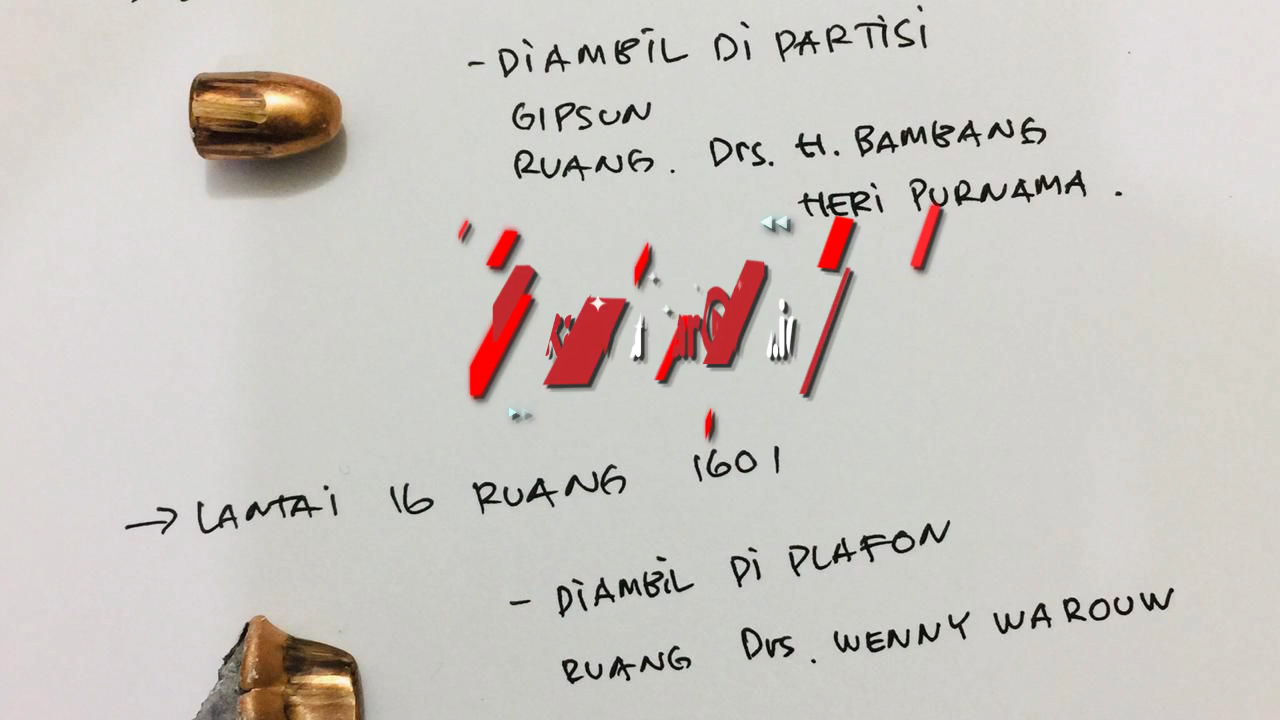 - DIAMBIL DI PARTISI
GIPSUN
RUANG. Drs. H. BAMBANG
HERI PURNAMA.
→ LANTAI 16 RUANG 1601
- DIAMBIL DI PLAFON
RUANG Drs. WENNY WAROUW